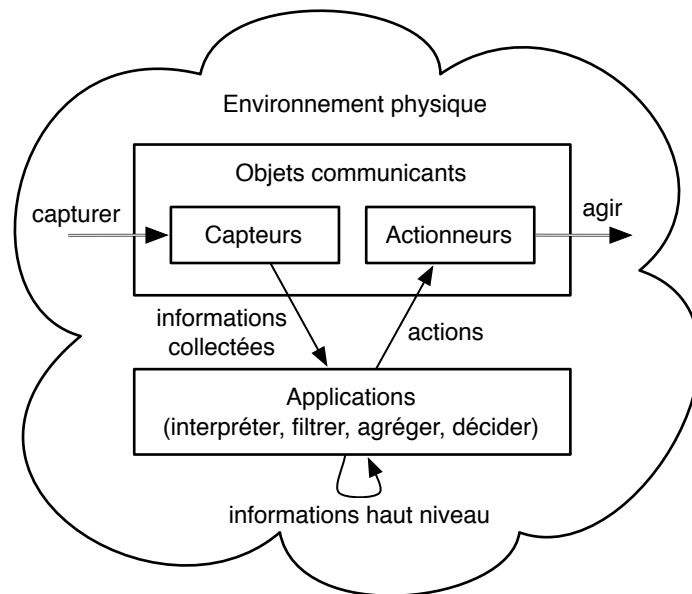 Environnement physique
Objets communicants
capturer
Capteurs
Actionneurs
agir
informations
collectées
actions
Applications
(interpréter, filtrer, agréger, décider)
informations haut niveau